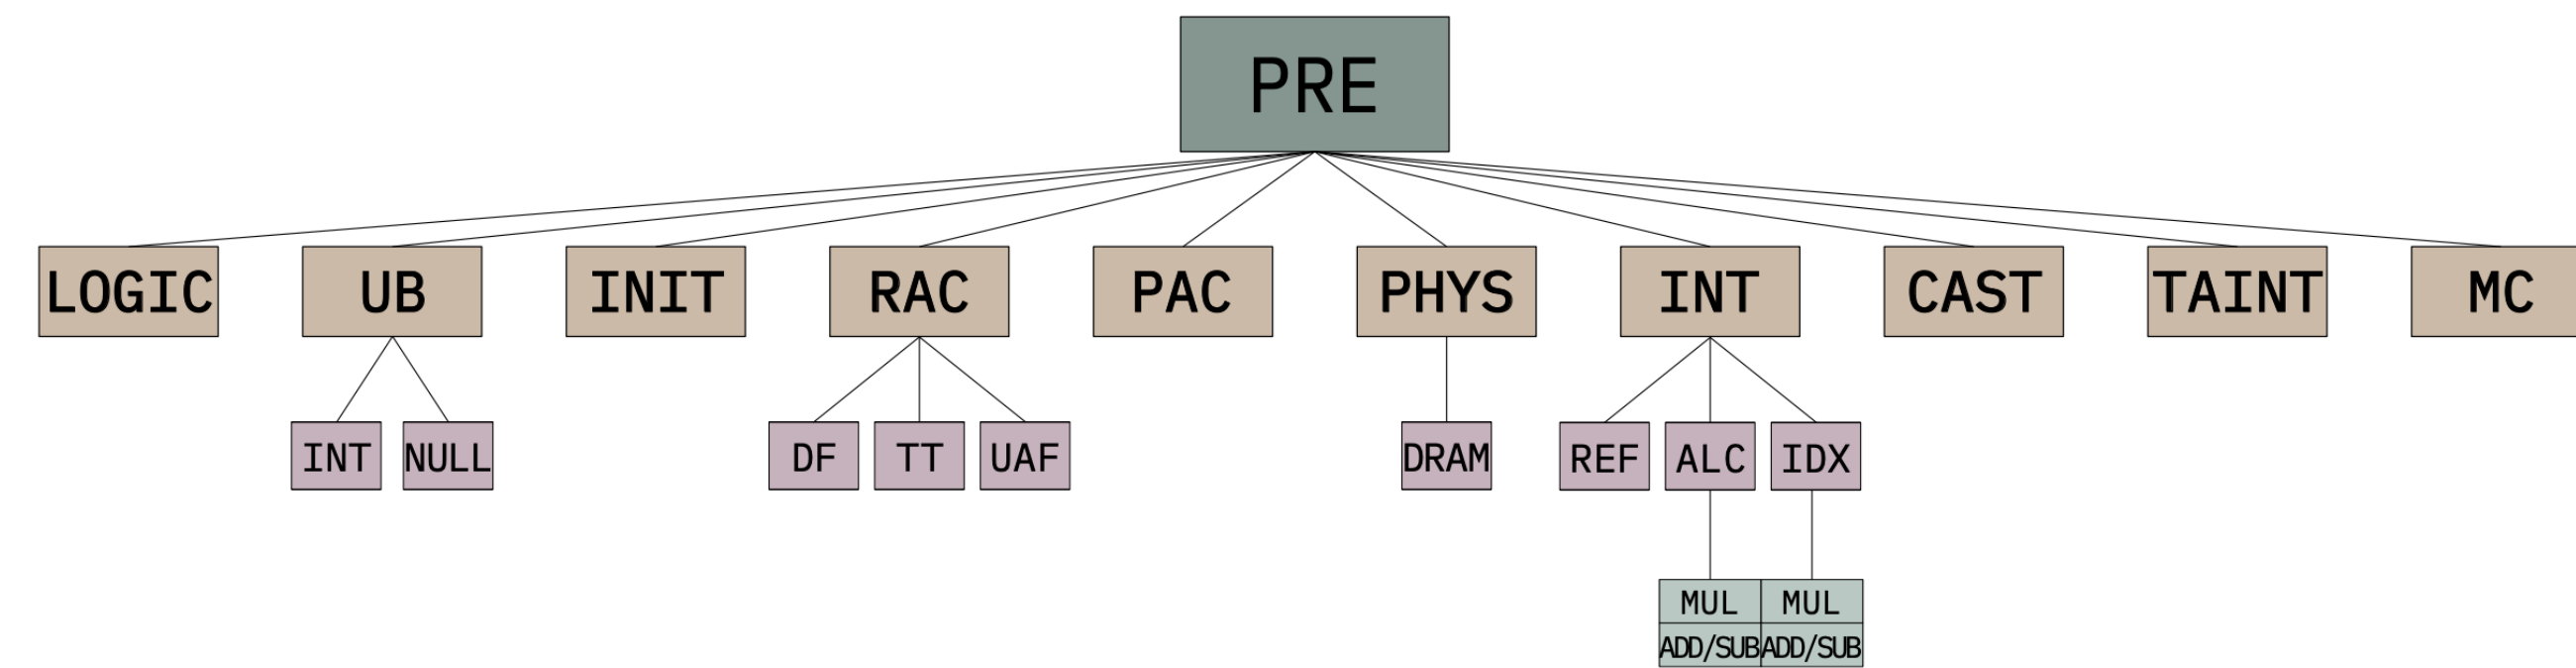 PRE
LOGIC UB INIT RAC PAC PHYS INT CAST TAINT MC
INT NULL DF TT UAF DRAM REF ALC IDX
MUL MUL
ADD/SUB ADD/SUB